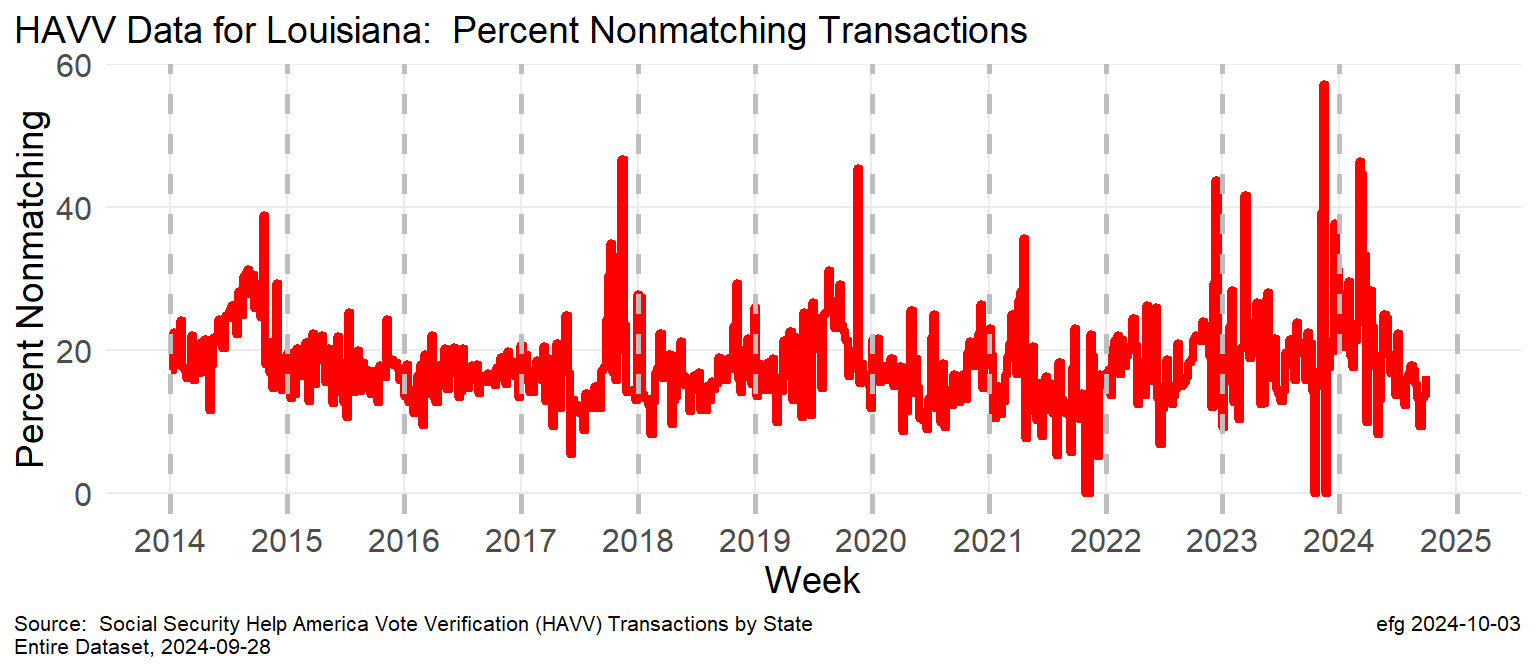 HAVV Data for Louisiana:  Percent Nonmatching Transactions
Percent Nonmatching
60
40
20
0
2014 2015 2016 2017 2018 2019 2020 2021 2022 2023 2024 2025
Week
Source:  Social Security Help America Vote Verification (HAVV) Transactions by State
efg 2024-10-03
Entire Dataset, 2024-09-28